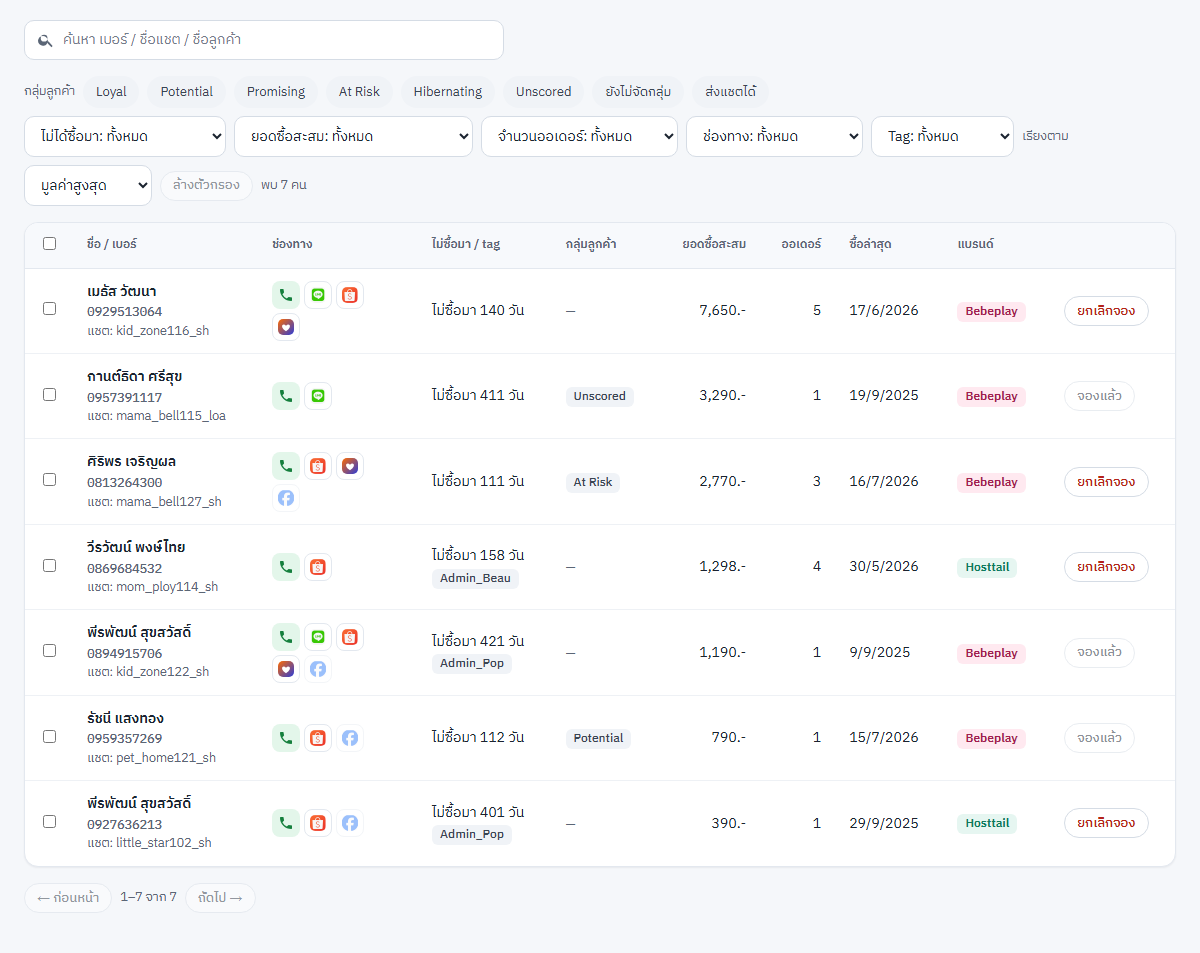 ค้นหา เบอร์ / ชื่อแชต / ชื่อลูกค้า
กลุ่มลูกค้า Loyal Potential Promising At Risk Hibernating Unscored ยังไม่จัดกลุ่ม ส่งแชตได้
ไม่ได้ซื้อมา: ทั้งหมด ยอดซื้อสะสม: ทั้งหมด จำนวนออเดอร์: ทั้งหมด ช่องทาง: ทั้งหมด Tag: ทั้งหมด เรียงตาม
มูลค่าสูงสุด ล้างตัวกรอง พบ 7 คน
ชื่อ / เบอร์ ช่องทาง ไม่ซื้อมา / tag กลุ่มลูกค้า ยอดซื้อสะสม ออเดอร์ ซื้อล่าสุด แบรนด์
เมธัส วัฒนา
0929513064
แชต: kid_zone116_sh
ไม่ซื้อมา 140 วัน — 7,650.- 5 17/6/2026 Bebeplay ยกเลิกจอง
กานต์ธิดา ศรีสุข
0957391117
แชต: mama_bell115_loa
ไม่ซื้อมา 411 วัน Unscored 3,290.- 1 19/9/2025 Bebeplay จองแล้ว
ศิริพร เจริญผล
0813264300
แชต: mama_bell127_sh
ไม่ซื้อมา 111 วัน At Risk 2,770.- 3 16/7/2026 Bebeplay ยกเลิกจอง
วีรวัฒน์ พงษ์ไทย
0869684532
แชต: mom_ploy114_sh
ไม่ซื้อมา 158 วัน
Admin_Beau
— 1,298.- 4 30/5/2026 Hosttail ยกเลิกจอง
พีรพัฒน์ สุขสวัสดิ์
0894915706
แชต: kid_zone122_sh
ไม่ซื้อมา 421 วัน
Admin_Pop
— 1,190.- 1 9/9/2025 Bebeplay จองแล้ว
รัชนี แสงทอง
0959357269
แชต: pet_home121_sh
ไม่ซื้อมา 112 วัน Potential 790.- 1 15/7/2026 Bebeplay จองแล้ว
พีรพัฒน์ สุขสวัสดิ์
0927636213
แชต: little_star102_sh
ไม่ซื้อมา 401 วัน
Admin_Pop
— 390.- 1 29/9/2025 Hosttail ยกเลิกจอง
← ก่อนหน้า 1–7 จาก 7 ถัดไป →